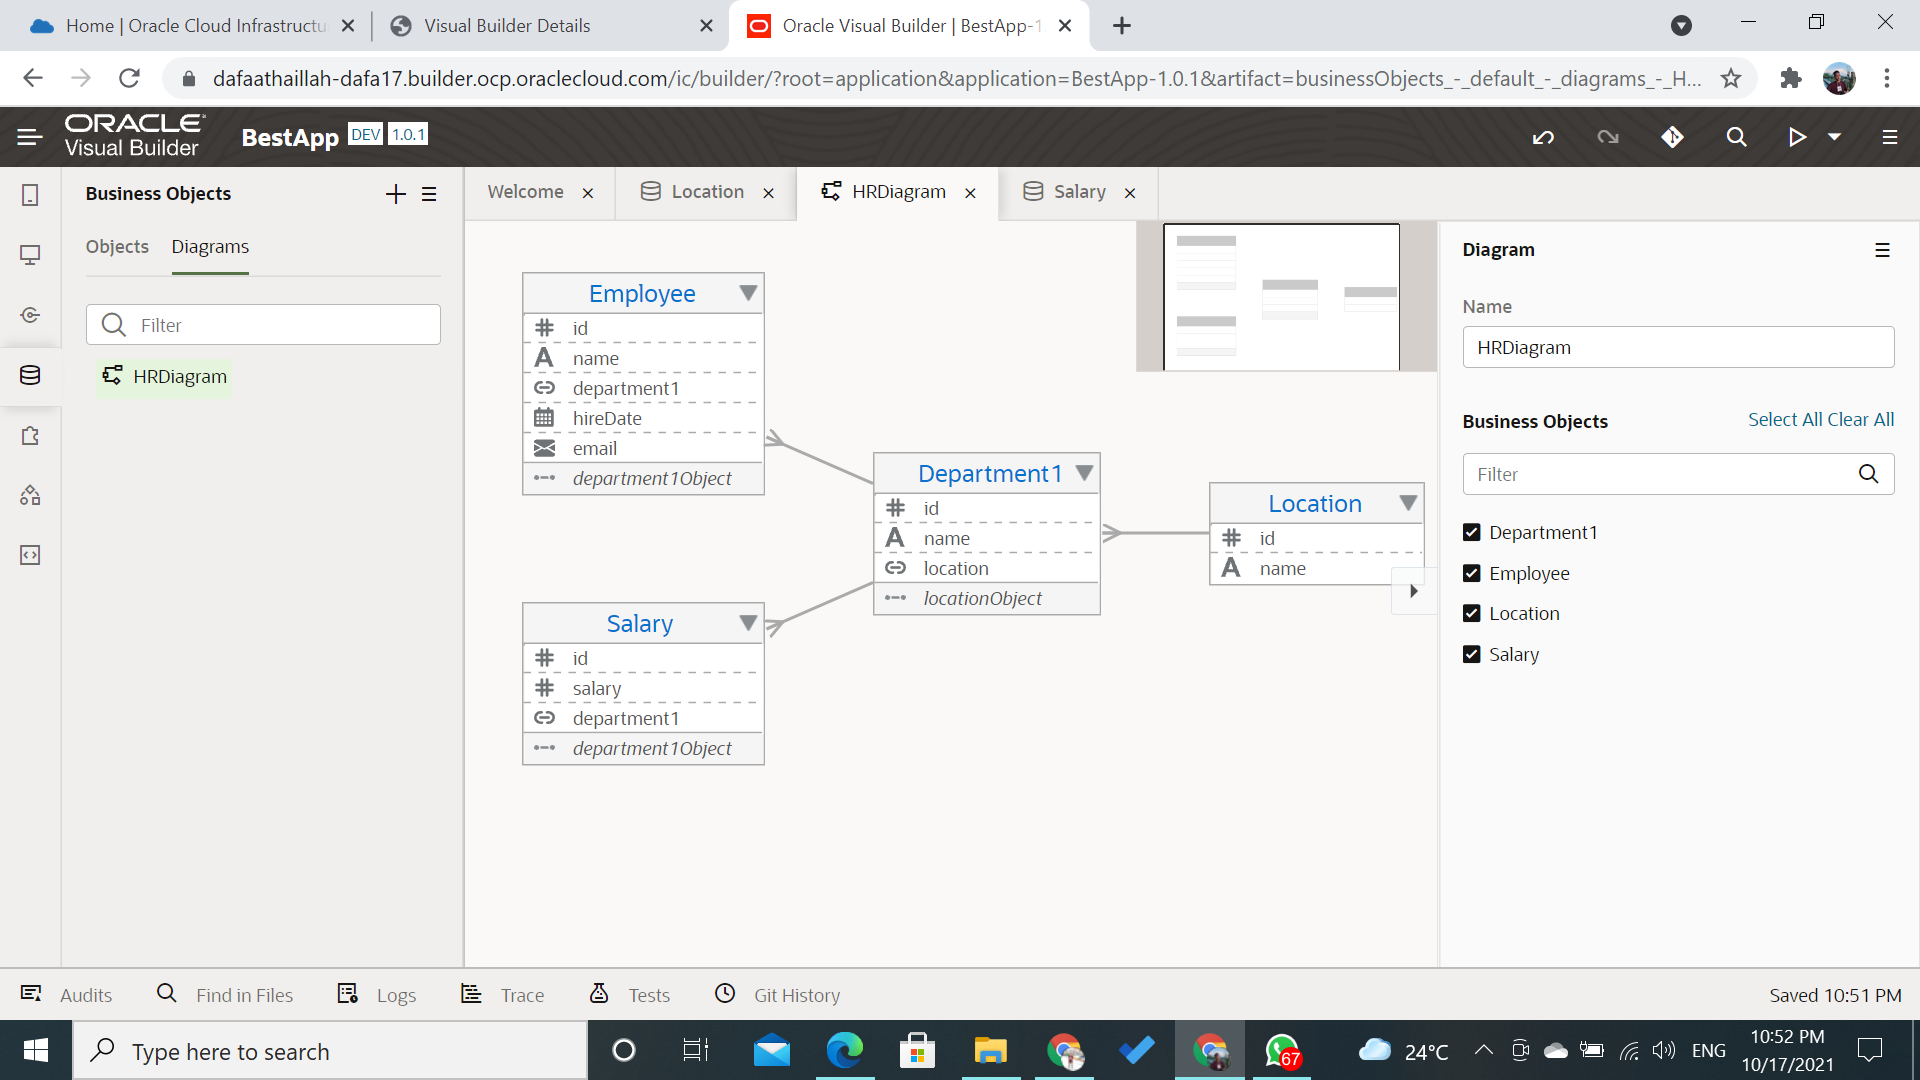 Home | Oracle Cloud Infrastructu
Visual Builder Details
Oracle Visual Builder | BestApp-1
dafaathaillah-dafa17.builder.ocp.oraclecloud.com/ic/builder/?root=application&application=BestApp-1.0.1&artifact=businessObjects_-_default_-_diagrams_-_H...
ORACLE
Visual Builder
BestApp DEV 1.0.1
Business Objects
Objects Diagrams
Filter
HRDiagram
Welcome
Location
HRDiagram
Salary
Employee
id
name
department1
hireDate
email
department1Object
Salary
id
salary
department1
department1Object
Department1
id
name
location
locationObject
Location
id
name
Diagram
Name
HRDiagram
Business Objects
Select All Clear All
Filter
Department1
Employee
Location
Salary
Audits
Find in Files
Logs
Trace
Tests
Git History
Saved 10:51 PM
Type here to search
67
24°C
ENG
10:52 PM
10/17/2021